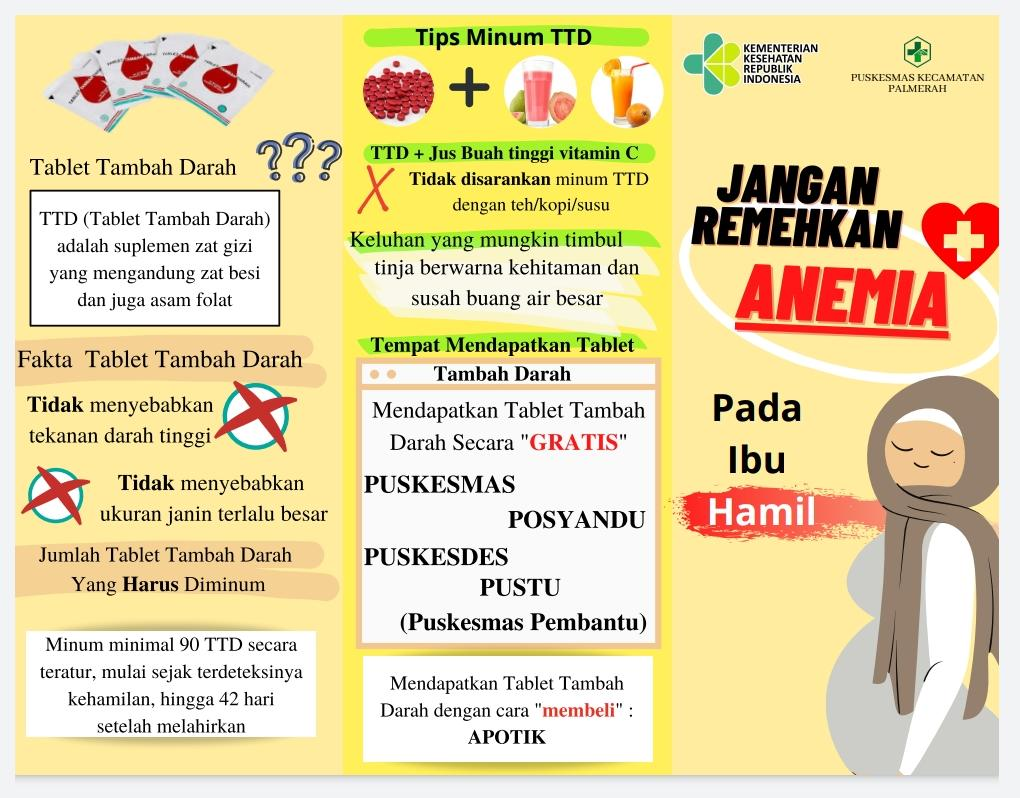 Tablet Tambah Darah
???
TTD (Tablet Tambah Darah)
adalah suplemen zat gizi
yang mengandung zat besi
dan juga asam folat
Fakta Tablet Tambah Darah
Tidak menyebabkan
tekanan darah tinggi
Tidak menyebabkan
ukuran janin terlalu besar
Jumlah Tablet Tambah Darah
Yang Harus Diminum
Minum minimal 90 TTD secara
teratur, mulai sejak terdeteksinya
kehamilan, hingga 42 hari
setelah melahirkan
Tips Minum TTD
+
TTD + Jus Buah tinggi vitamin C
Tidak disarankan minum TTD
dengan teh/kopi/susu
Keluhan yang mungkin timbul
tinja berwarna kehitaman dan
susah buang air besar
Tempat Mendapatkan Tablet
Tambah Darah
Mendapatkan Tablet Tambah
Darah Secara "GRATIS"
PUSKESMAS
POSYANDU
PUSKESDES
PUSTU
(Puskesmas Pembantu)
Mendapatkan Tablet Tambah
Darah dengan cara "membeli" :
APOTIK
KEMENTERIAN
KESEHATAN
REPUBLIK
INDONESIA
PUSKESMAS KECAMATAN
PALMERAH
JANGAN
REMEHKAN
ANEMIA
Pada
Ibu
Hamil